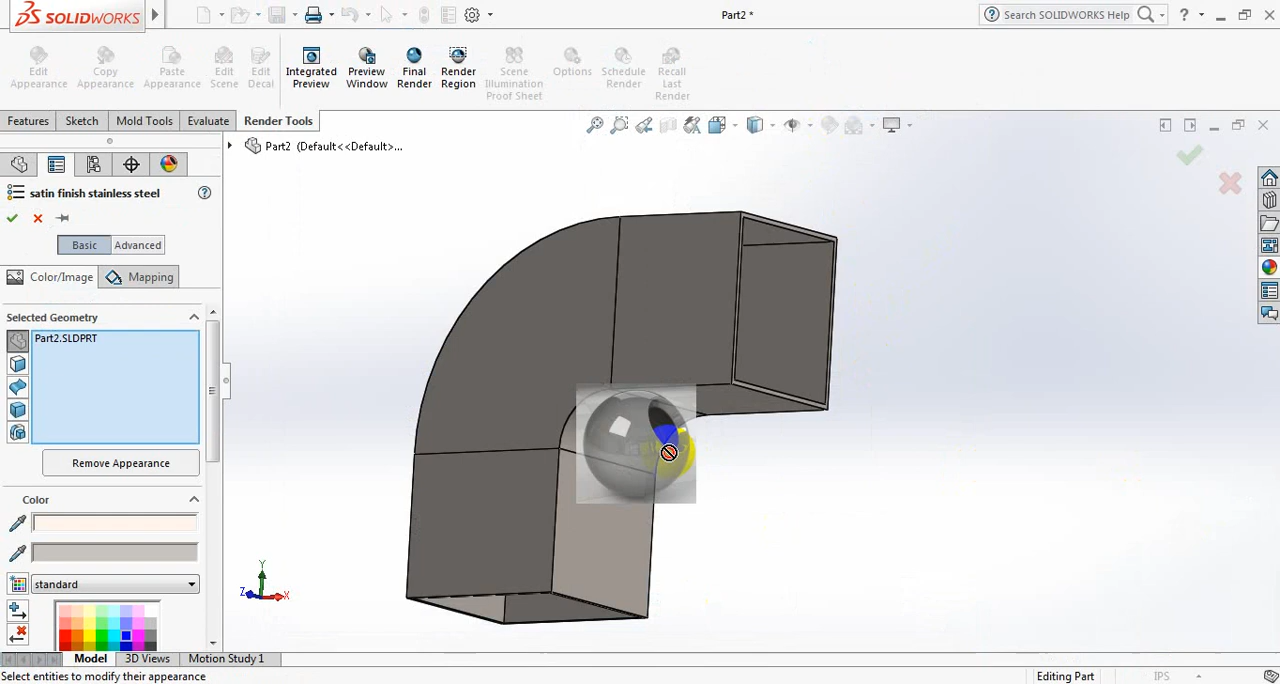 SOLIDWORKS
Part2 *
Search SOLIDWORKS Help
?
Edit Appearance
Copy Appearance
Paste Appearance
Edit Scene
Edit Decal
Integrated Preview
Preview Window
Final Render
Render Region
Scene Illumination Proof Sheet
Options
Schedule Render
Recall Last Render
Features
Sketch
Mold Tools
Evaluate
Render Tools
Part2 (Default<<Default>...
satin finish stainless steel
?
Basic
Advanced
Color/Image
Mapping
Selected Geometry
Part2.SLDPRT
Remove Appearance
Color
standard
Y
Z
X
Model
3D Views
Motion Study 1
Select entities to modify their appearance
Editing Part
IPS